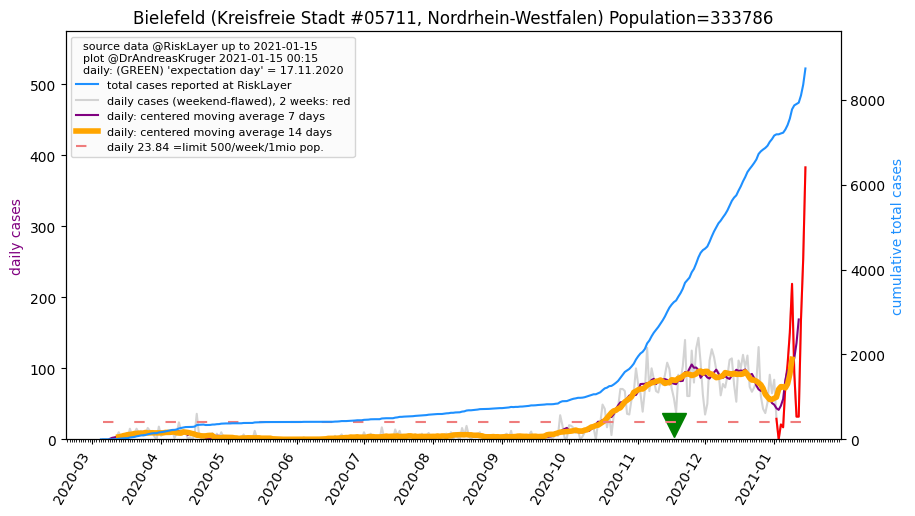 Bielefeld (Kreisfreie Stadt #05711, Nordrhein-Westfalen) Population=333786
source data @RiskLayer up to 2021-01-15
plot @DrAndreasKruger 2021-01-15 00:15
daily: (GREEN) 'expectation day' = 17.11.2020
total cases reported at RiskLayer
daily cases (weekend-flawed), 2 weeks: red
daily: centered moving average 7 days
daily: centered moving average 14 days
daily 23.84 =limit 500/week/1mio pop.
daily cases
500
400
300
200
100
0
cumulative total cases
8000
6000
4000
2000
0
2020-03
2020-04
2020-05
2020-06
2020-07
2020-08
2020-09
2020-10
2020-11
2020-12
2021-01